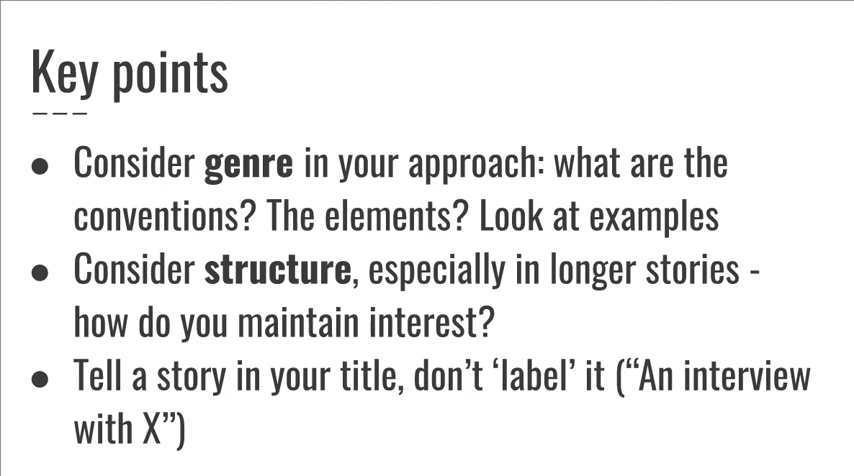 Key points
---
● Consider genre in your approach: what are the
conventions? The elements? Look at examples
● Consider structure, especially in longer stories -
how do you maintain interest?
● Tell a story in your title, don’t ‘label’ it (“An interview
with X”)